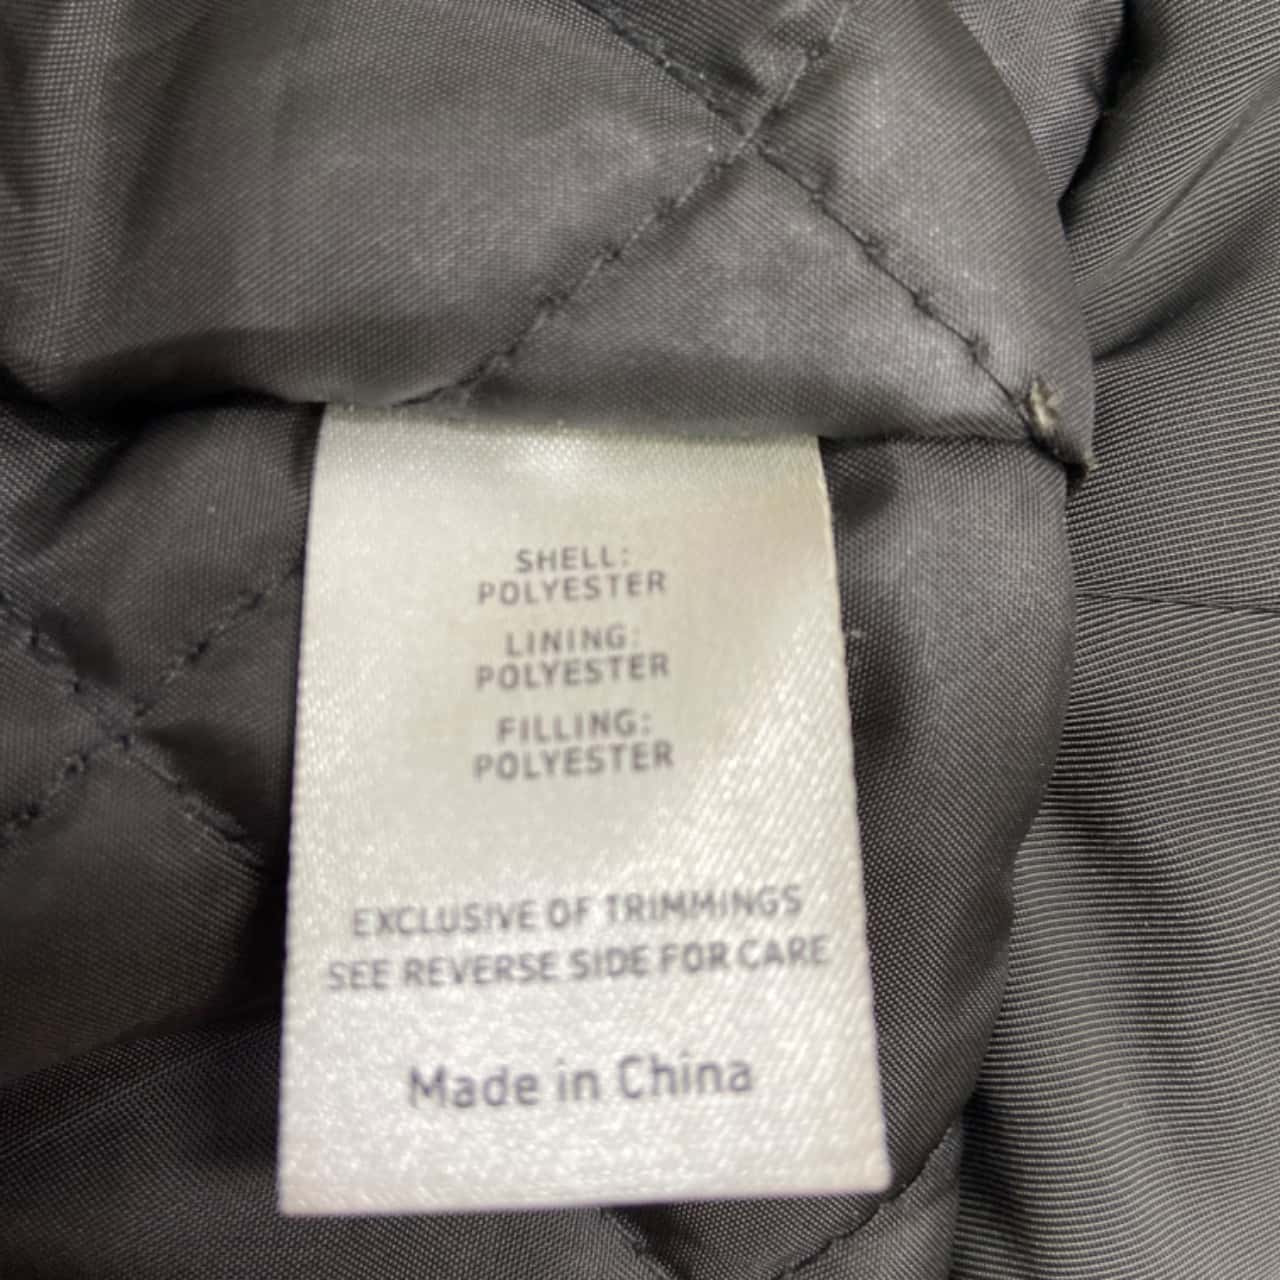 SHELL:
POLYESTER
LINING:
POLYESTER
FILLING:
POLYESTER
EXCLUSIVE OF TRIMMINGS
SEE REVERSE SIDE FOR CARE
Made in China